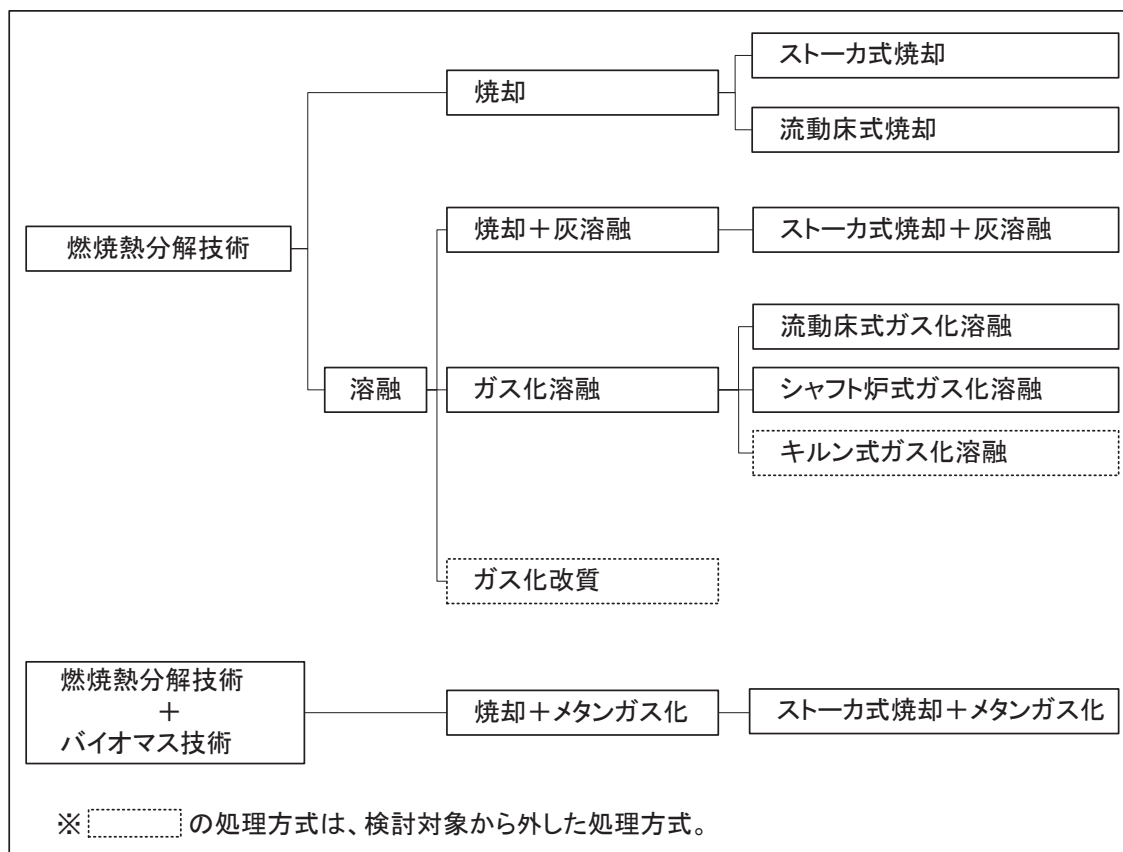 焼却
ストーカ式焼却
流動床式焼却
燃焼熱分解技術
焼却＋灰溶融
ストーカ式焼却＋灰溶融
溶融
ガス化溶融
流動床式ガス化溶融
シャフト炉式ガス化溶融
キルン式ガス化溶融
ガス化改質
燃焼熱分解技術
＋
バイオマス技術
焼却＋メタンガス化
ストーカ式焼却＋メタンガス化
※ の処理方式は、検討対象から外した処理方式。